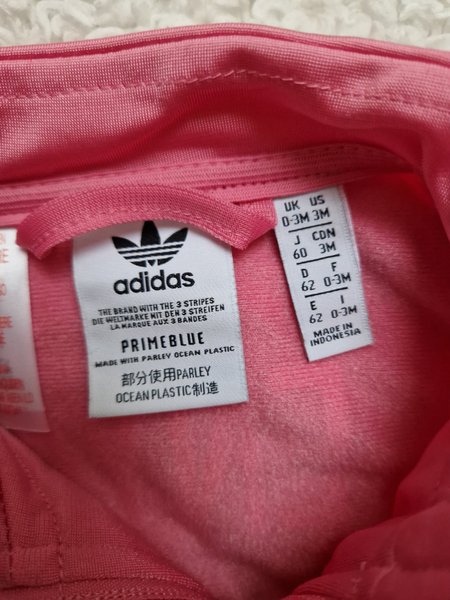 adidas
THE BRAND WITH THE 3 STRIPES
DIE WELTMARKE MIT DEN 3 STREIFEN
LA MARQUE AUX 3 BANDES
PRIMEBLUE
MADE WITH PARLEY OCEAN PLASTIC
部分使用PARLEY
OCEAN PLASTIC制造
UK US
0-3M 3M
J CDN
60 3M
D F
62 0-3M
E I
62 0-3M
MADE IN
INDONESIA